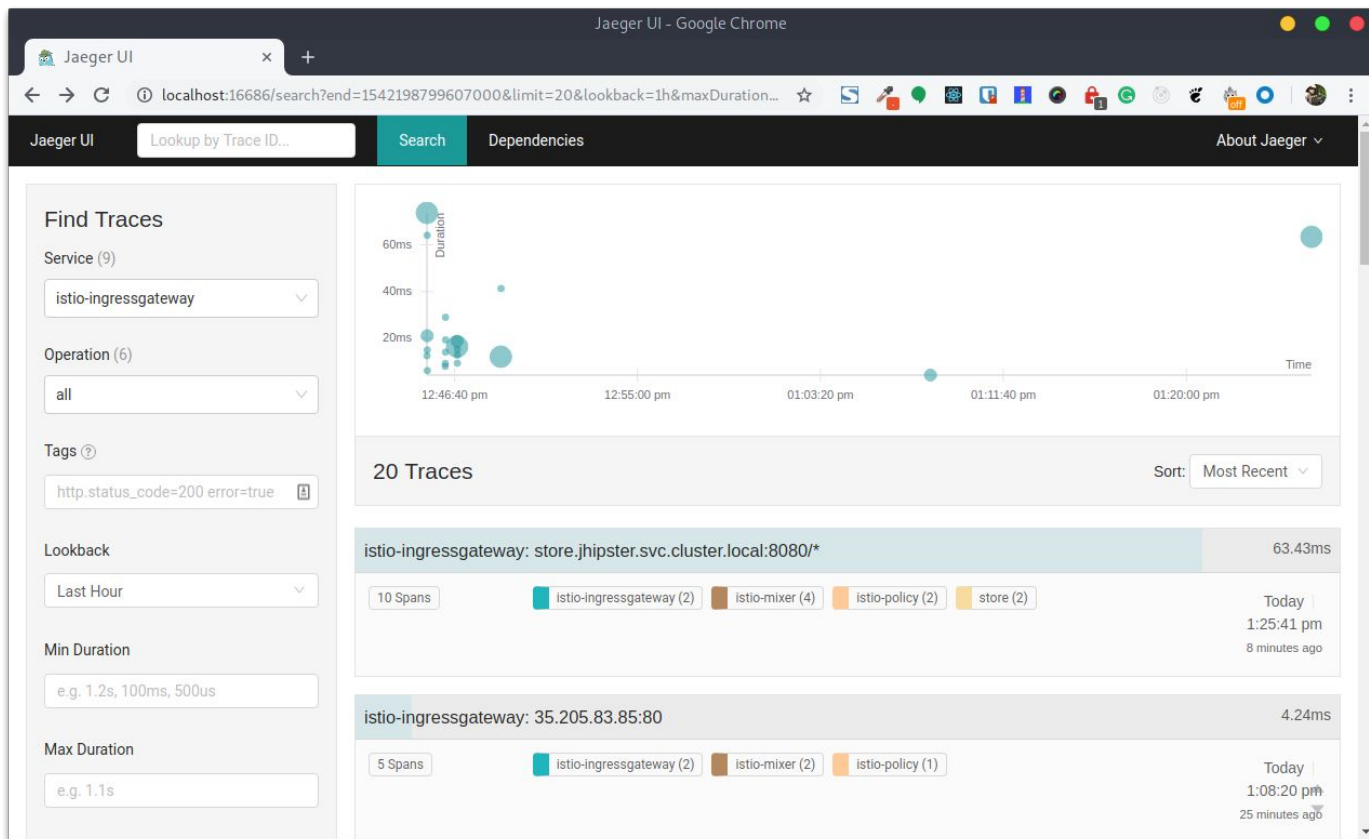 Jaeger UI - Google Chrome
Jaeger UI
localhost:16686/search?end=1542198799607000&limit=20&lookback=1h&maxDuration...
1
off
Jaeger UI
Lookup by Trace ID...
Search
Dependencies
About Jaeger
Find Traces
Service (9)
istio-ingressgateway
Operation (6)
all
Tags
http.status_code=200 error=true
Lookback
Last Hour
Min Duration
e.g. 1.2s, 100ms, 500us
Max Duration
e.g. 1.1s
Duration
60ms
40ms
20ms
Time
12:46:40 pm
12:55:00 pm
01:03:20 pm
01:11:40 pm
01:20:00 pm
20 Traces
Sort: Most Recent
istio-ingressgateway: store.jhipster.svc.cluster.local:8080/*
63.43ms
10 Spans
istio-ingressgateway (2)
istio-mixer (4)
istio-policy (2)
store (2)
Today
1:25:41 pm
8 minutes ago
istio-ingressgateway: 35.205.83.85:80
4.24ms
5 Spans
istio-ingressgateway (2)
istio-mixer (2)
istio-policy (1)
Today
1:08:20 pm
25 minutes ago